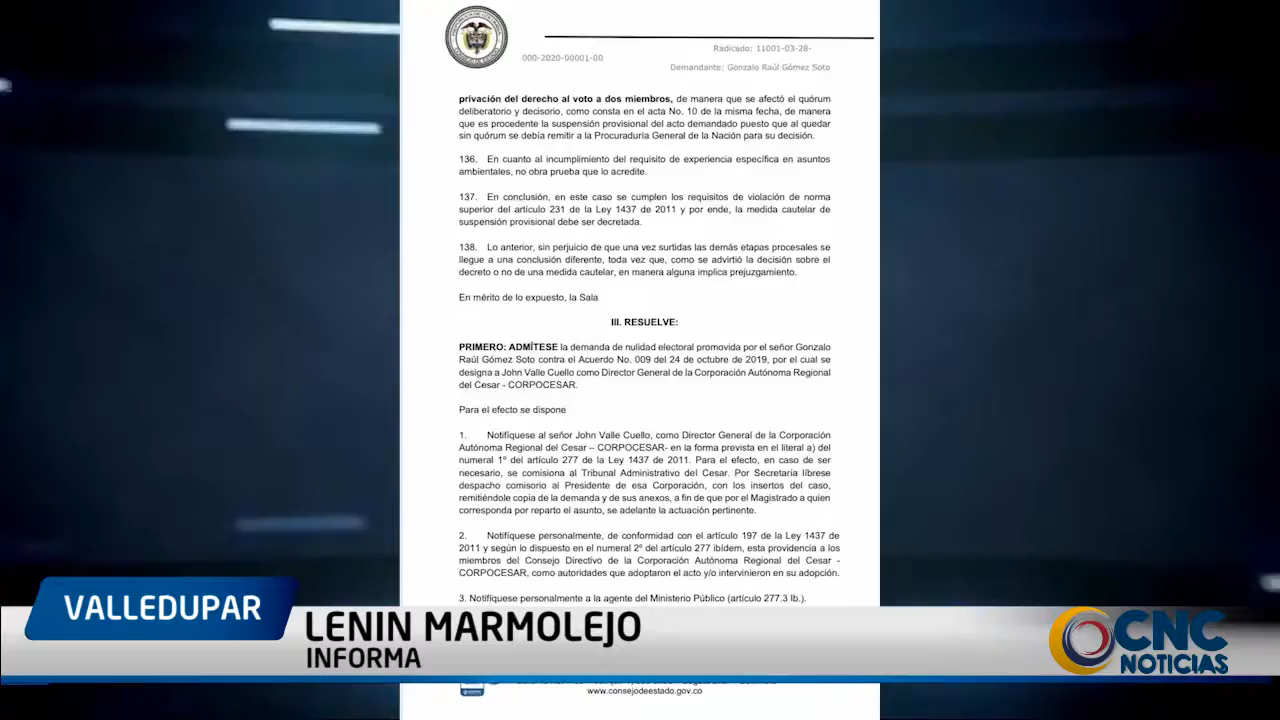 Radicado: 11001-03-28-
000-2020-00001-00
Demandante: Gonzalo Raúl Gómez Soto
privación del derecho al voto a dos miembros, de manera que se afectó el quórum
deliberatorio y decisorio, como consta en el acta No. 10 de la misma fecha, de manera
que es procedente la suspensión provisional del acto demandado puesto que al quedar
sin quórum se debía remitir a la Procuraduría General de la Nación para su decisión.
136. En cuanto al incumplimiento del requisito de experiencia específica en asuntos
ambientales, no obra prueba que lo acredite.
137. En conclusión, en este caso se cumplen los requisitos de violación de norma
superior del artículo 231 de la Ley 1437 de 2011 y por ende, la medida cautelar de
suspensión provisional debe ser decretada.
138. Lo anterior, sin perjuicio de que una vez surtidas las demás etapas procesales se
llegue a una conclusión diferente, toda vez que, como se advirtió la decisión sobre el
decreto o no de una medida cautelar, en manera alguna implica prejuzgamiento.
En mérito de lo expuesto, la Sala
III. RESUELVE:
PRIMERO: ADMÍTESE la demanda de nulidad electoral promovida por el señor Gonzalo
Raúl Gómez Soto contra el Acuerdo No. 009 del 24 de octubre de 2019, por el cual se
designa a John Valle Cuello como Director General de la Corporación Autónoma Regional
del Cesar - CORPOCESAR.
Para el efecto se dispone
1. Notifíquese al señor John Valle Cuello, como Director General de la Corporación
Autónoma Regional del Cesar – CORPOCESAR- en la forma prevista en el literal a) del
numeral 1º del artículo 277 de la Ley 1437 de 2011. Para el efecto, en caso de ser
necesario, se comisiona al Tribunal Administrativo del Cesar. Por Secretaría líbrese
despacho comisorio al Presidente de esa Corporación, con los insertos del caso,
remitiéndole copia de la demanda y de sus anexos, a fin de que por el Magistrado a quien
corresponda por reparto el asunto, se adelante la actuación pertinente.
2. Notifíquese personalmente, de conformidad con el artículo 197 de la Ley 1437 de
2011 y según lo dispuesto en el numeral 2º del artículo 277 ibídem, esta providencia a los
miembros del Consejo Directivo de la Corporación Autónoma Regional del Cesar -
CORPOCESAR, como autoridades que adoptaron el acto y/o intervinieron en su adopción.
3. Notifíquese personalmente a la agente del Ministerio Público (artículo 277.3 Ib.).
VALLEDUPAR
LENIN MARMOLEJO
INFORMA
CNC
NOTICIAS
www.consejodeestado.gov.co